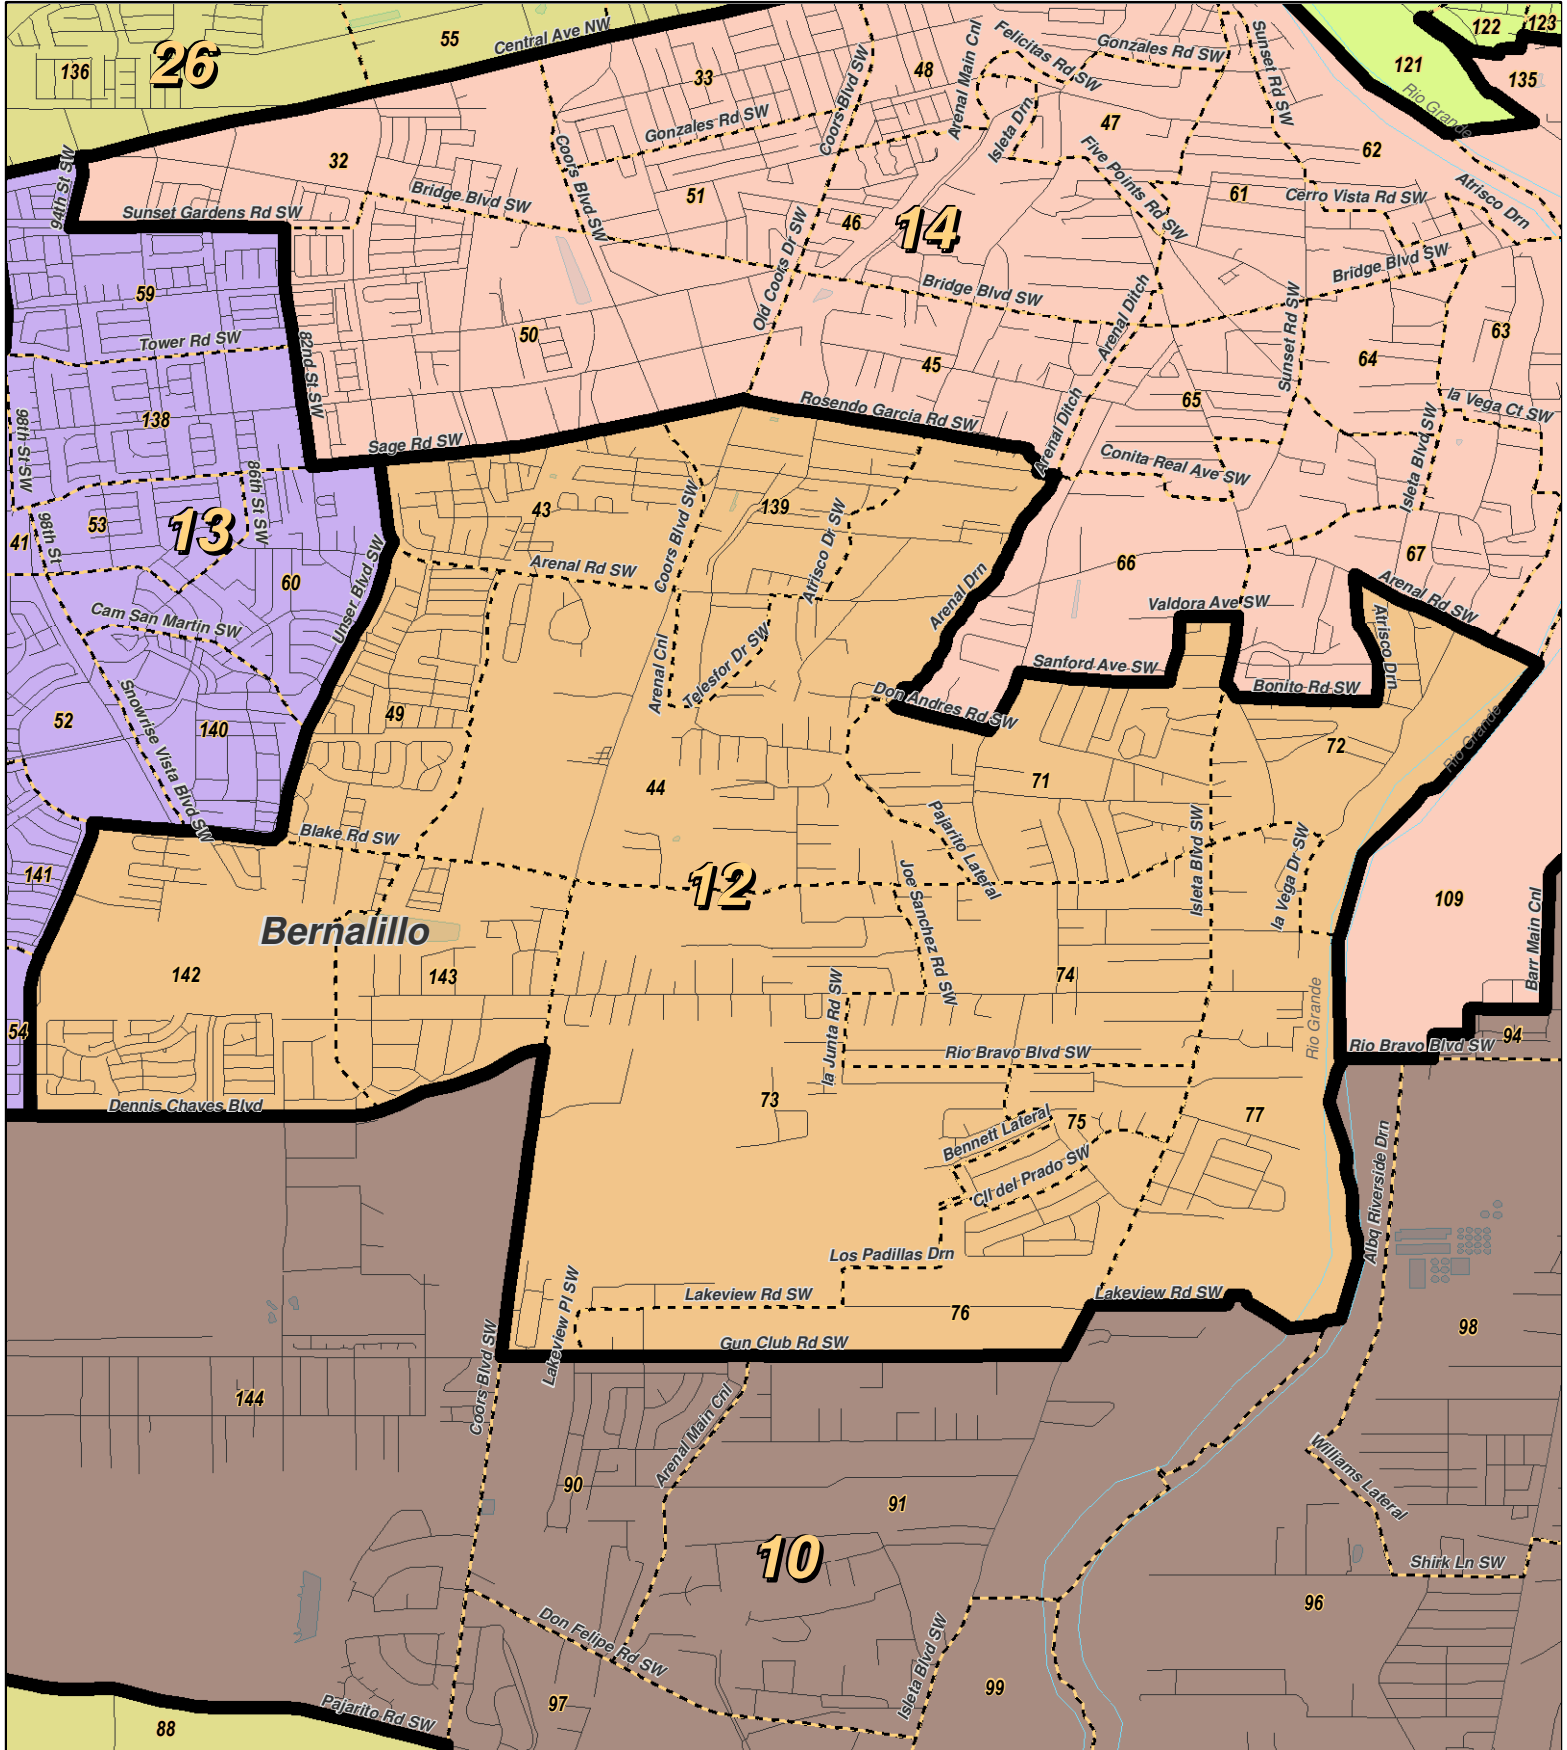 26
136
55
Central Ave NW
33
Coors Blvd SW
48
Arenal Main Cnl
Felicitas Rd SW
Gonzales Rd SW
Sunset Rd SW
122
123
121
135
Rio Grande
94th St SW
32
Gonzales Rd SW
Isleta Drn
47
Five Points Rd SW
62
Sunset Gardens Rd SW
Bridge Blvd SW
Coors Blvd SW
51
46
14
61
Cerro Vista Rd SW
Atrisco Drn
59
Tower Rd SW
82nd St SW
50
Old Coors Dr SW
Bridge Blvd SW
Arenal Ditch
Sunset Rd SW
Bridge Blvd SW
64
63
138
98th St SW
45
65
la Vega Ct SW
Sage Rd SW
Rosendo Garcia Rd SW
Arenal Ditch
Conita Real Ave SW
Isleta Blvd SW
86th St SW
53
13
41
98th St
43
Coors Blvd SW
139
Atrisco Dr SW
66
67
60
Unser Blvd SW
Arenal Rd SW
Arenal Drn
Valdora Ave SW
Arenal Rd SW
Cam San Martin SW
Atrisco Drn
Telesfor Dr SW
Arenal Cnl
Sanford Ave SW
Bonito Rd SW
Don Andres Rd SW
52
140
49
Snowrise Vista Blvd SW
72
Rio Grande
44
71
Blake Rd SW
Pajarito Lateral
Isleta Blvd SW
la Vega Dr SW
141
12
Joe Sanchez Rd SW
109
Barr Main Cnl
Bernalillo
142
143
74
54
la Junta Rd SW
Rio Grande
94
Rio Bravo Blvd SW
Rio Bravo Blvd SW
Dennis Chaves Blvd
73
Bennett Lateral
75
77
Cll del Prado SW
Albq Riverside Drn
Los Padillas Drn
Lakeview Pl SW
Lakeview Rd SW
76
Lakeview Rd SW
98
Gun Club Rd SW
144
Coors Blvd SW
Arenal Main Cnl
90
91
Williams Lateral
10
Shirk Ln SW
96
Don Felipe Rd SW
Isleta Blvd SW
97
99
Pajarito Rd SW
88